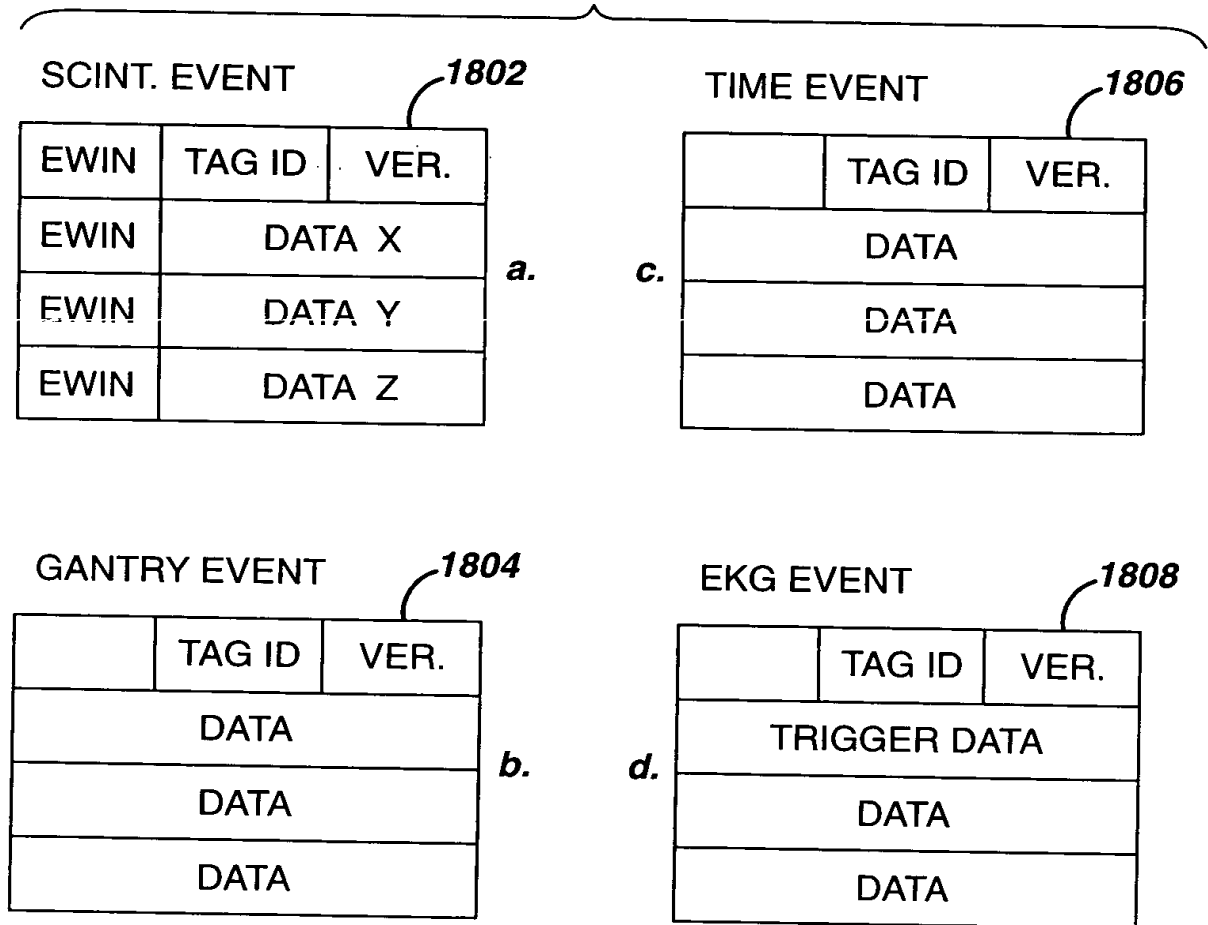 SCINT. EVENT
1802
EWIN TAG ID VER.
EWIN DATA X
EWIN DATA Y
EWIN DATA Z
a.
TIME EVENT
1806
TAG ID VER.
DATA
DATA
DATA
c.
GANTRY EVENT
1804
TAG ID VER.
DATA
DATA
DATA
b.
EKG EVENT
1808
TAG ID VER.
TRIGGER DATA
DATA
DATA
d.